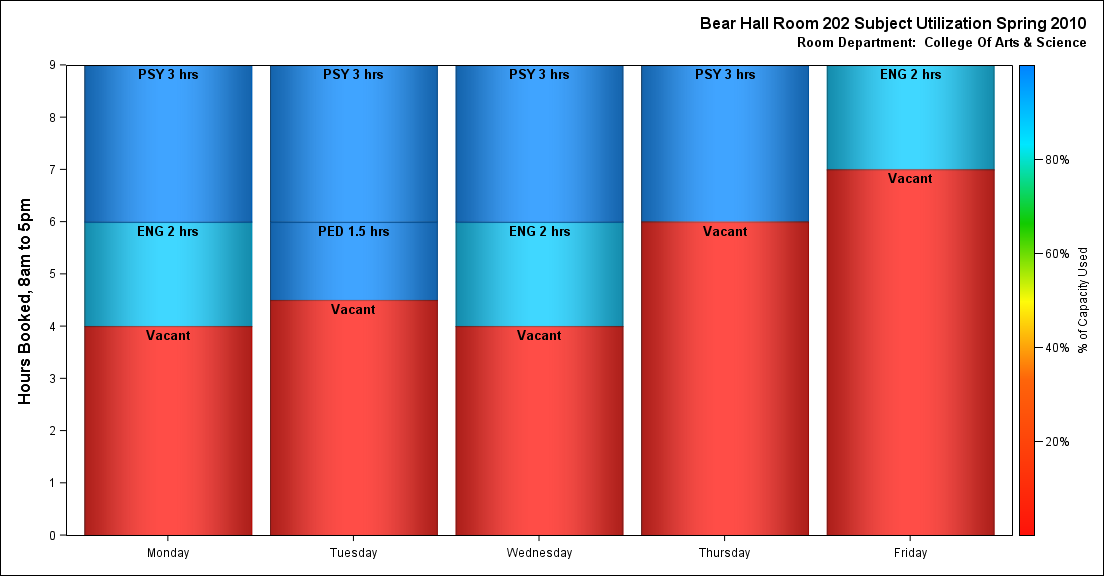 Bear Hall Room 202 Subject Utilization Spring 2010
Room Department:  College Of Arts & Science
Hours Booked, 8am to 5pm
9
8
7
6
5
4
3
2
1
0
PSY 3 hrs
ENG 2 hrs
Vacant
PSY 3 hrs
PED 1.5 hrs
Vacant
PSY 3 hrs
ENG 2 hrs
Vacant
PSY 3 hrs
Vacant
ENG 2 hrs
Vacant
Monday
Tuesday
Wednesday
Thursday
Friday
80%
60%
40%
20%
% of Capacity Used